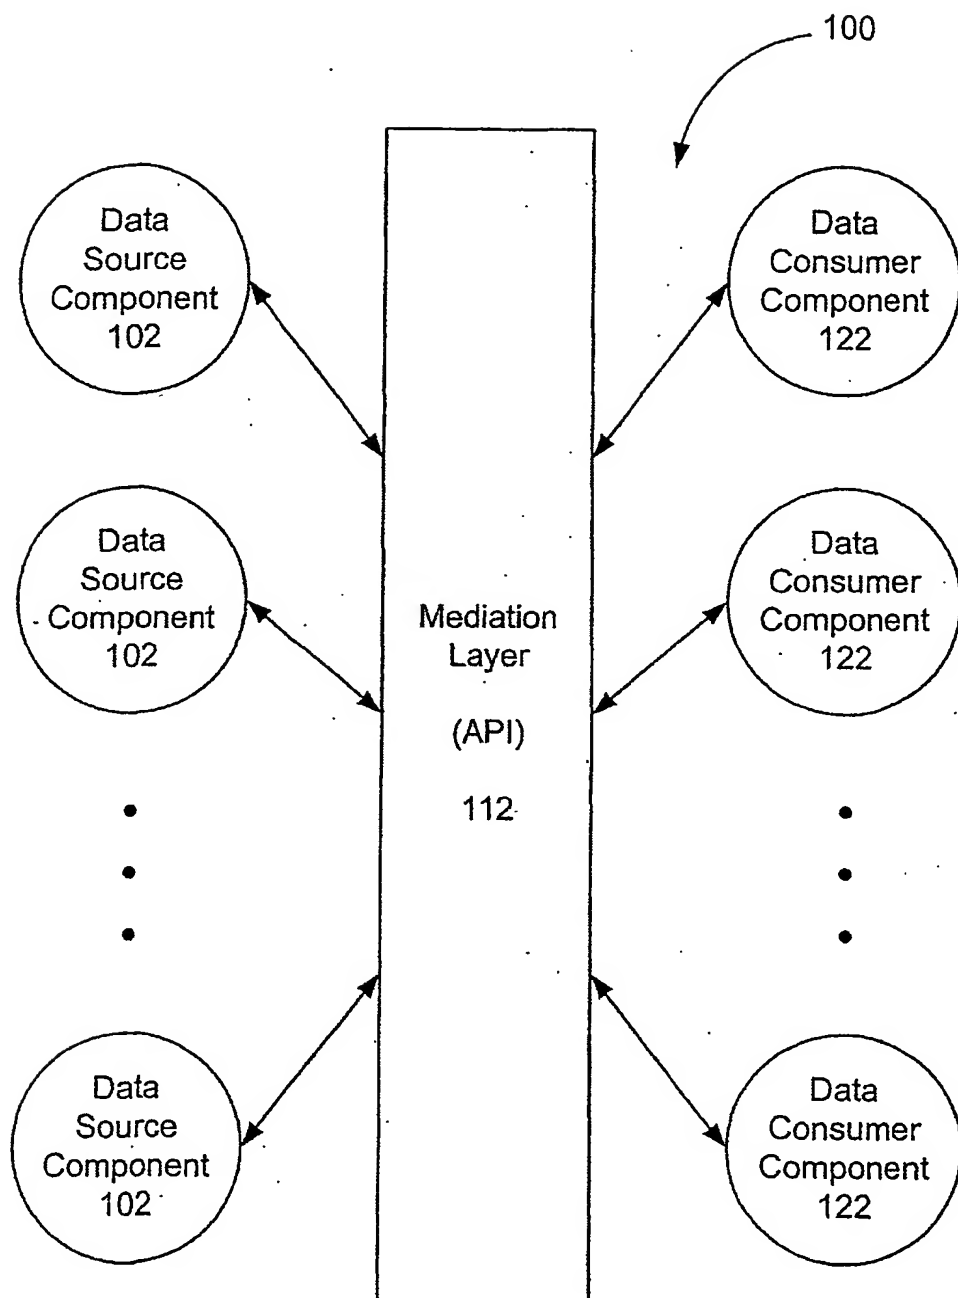 100
Data
Source
Component
102
Data
Consumer
Component
122
Data
Source
Component
102
Mediation
Layer
(API)
112
Data
Consumer
Component
122
Data
Source
Component
102
Data
Consumer
Component
122